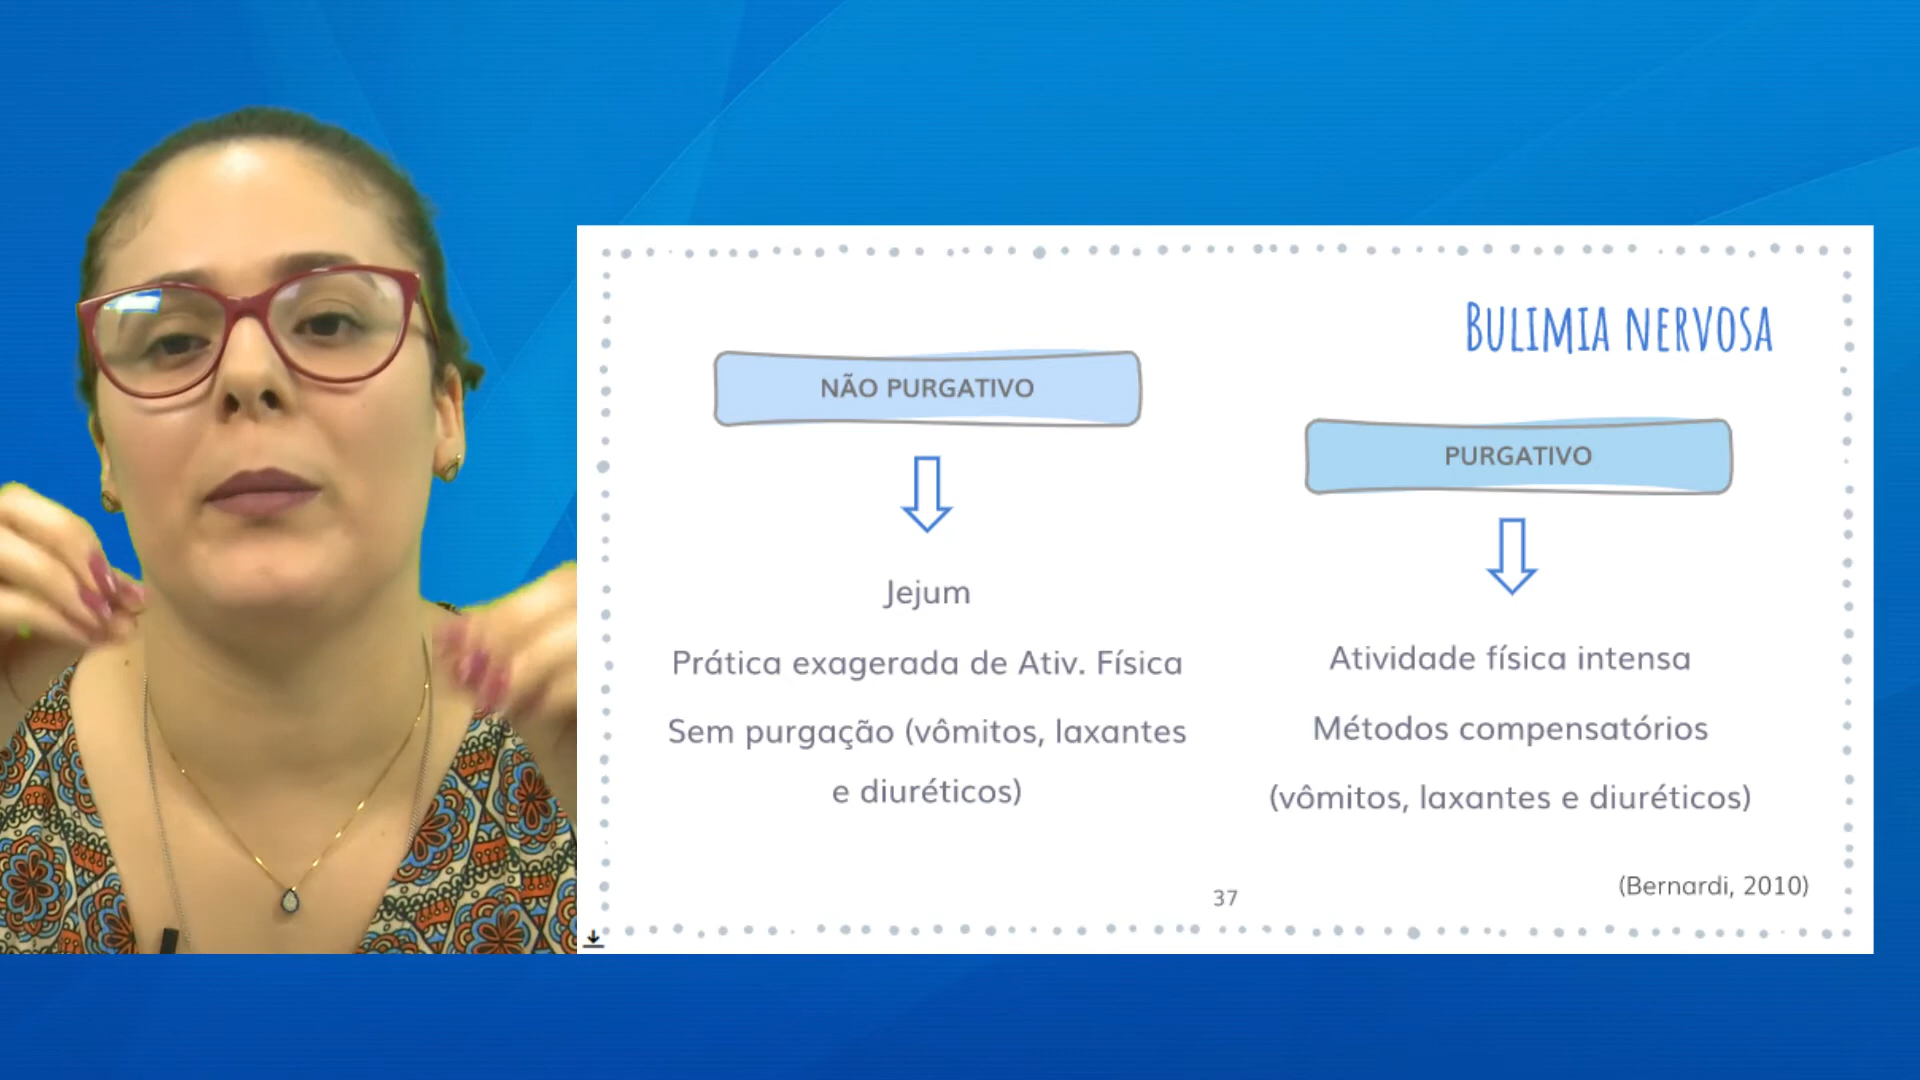 BULIMIA NERVOSA
NÃO PURGATIVO
Jejum
Prática exagerada de Ativ. Física
Sem purgação (vômitos, laxantes
e diuréticos)
PURGATIVO
Atividade física intensa
Métodos compensatórios
(vômitos, laxantes e diuréticos)
(Bernardi, 2010)
37